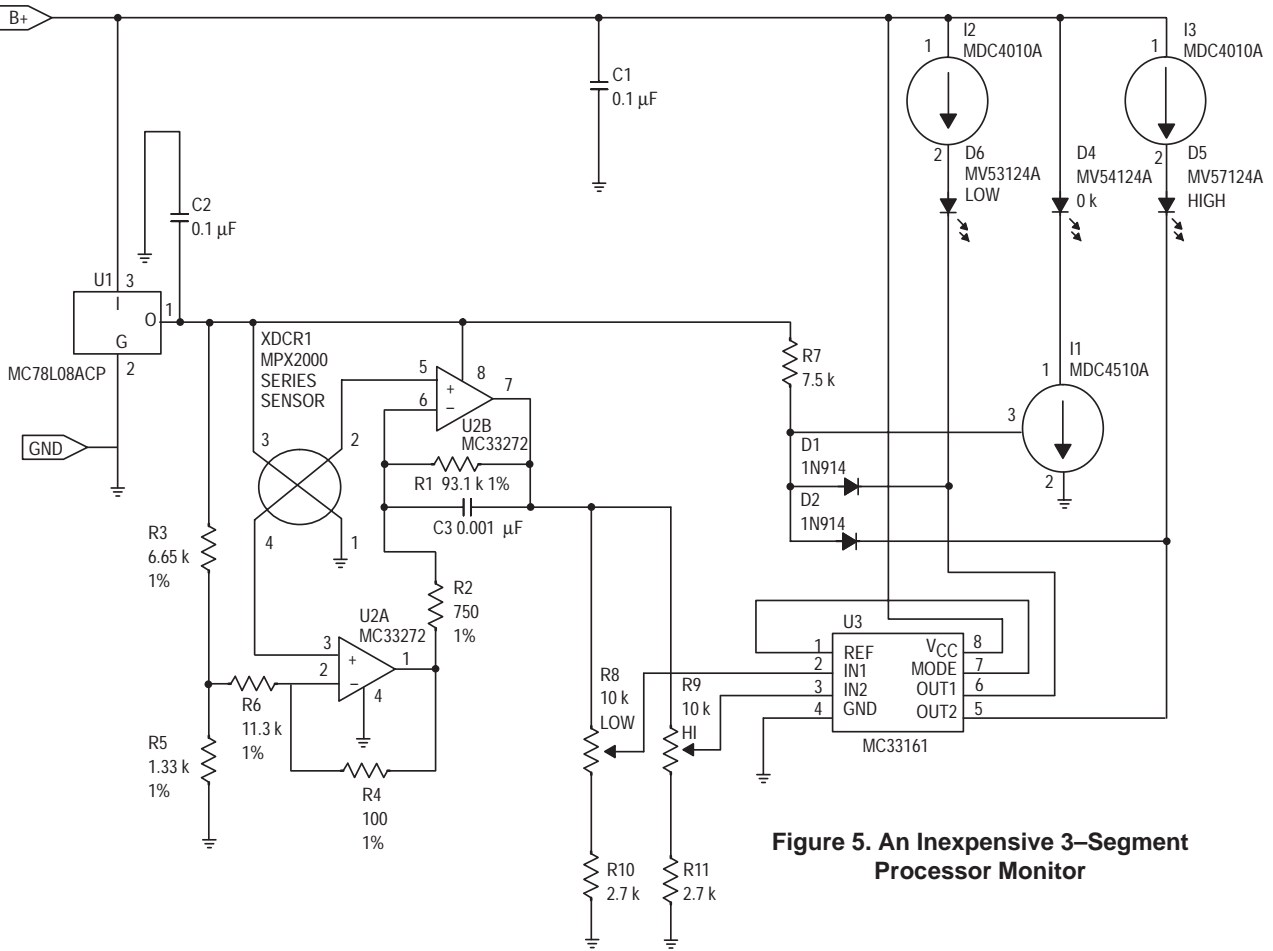 B+
I2
MDC4010A
1
2
D6
MV53124A
LOW
D4
MV54124A
0 k
I3
MDC4010A
1
2
D5
MV57124A
HIGH
C1
0.1 µF
C2
0.1 µF
U1
3
I
O
1
G
2
MC78L08ACP
GND
XDCR1
MPX2000
SERIES
SENSOR
3
2
4
1
5
+
6
−
8
7
U2B
MC33272
R1 93.1 k 1%
C3 0.001 µF
R7
7.5 k
I1
MDC4510A
1
3
2
D1
1N914
D2
1N914
R3
6.65 k
1%
R2
750
1%
U2A
MC33272
3
+
2
−
1
4
R6
11.3 k
1%
R5
1.33 k
1%
R4
100
1%
R8
10 k
LOW
R9
10 k
HI
U3
1
REF
VCC
8
2
IN1
MODE
7
3
IN2
OUT1
6
4
GND
OUT2
5
MC33161
R10
2.7 k
R11
2.7 k
Figure 5. An Inexpensive 3–Segment
Processor Monitor